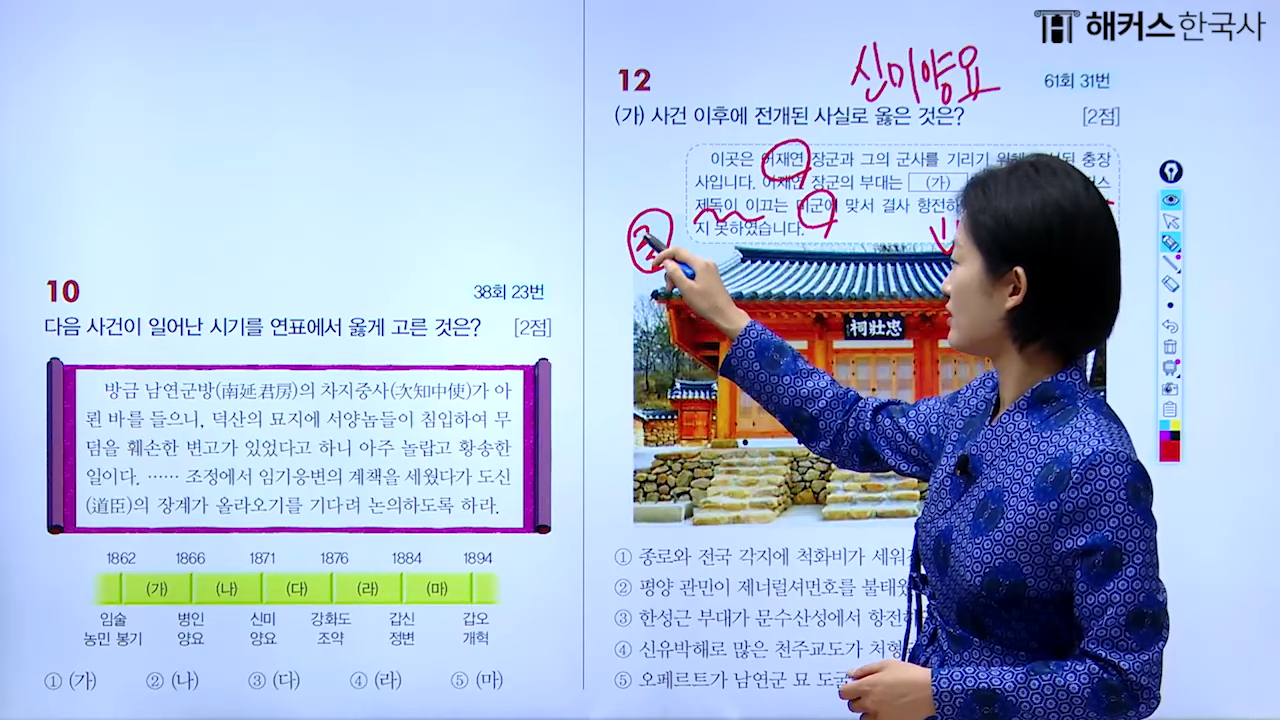 해커스한국사
10
38회 23번
다음 사건이 일어난 시기를 연표에서 옳게 고른 것은? [2점]
방금 남연군방(南延君房)의 차지중사(次知中使)가 아
뢴 바를 들으니, 덕산의 묘지에 서양놈들이 침입하여 무
덤을 훼손한 변고가 있었다고 하니 아주 놀랍고 황송한
일이다. …… 조정에서 임기응변의 계책을 세웠다가 도신
(道臣)의 장계가 올라오기를 기다려 논의하도록 하라.
1862 1866 1871 1876 1884 1894
(가) (나) (다) (라) (마)
임술 병인 신미 강화도 갑신 갑오
농민 봉기 양요 양요 조약 정변 개혁
① (가) ② (나) ③ (다) ④ (라) ⑤ (마)
신미양요
12
61회 31번
(가) 사건 이후에 전개된 사실로 옳은 것은? [2점]
이곳은 어재연 장군과 그의 군사를 기리기 위해 충장
사입니다. 어재연 장군의 부대는 (가)
제독이 이끄는 미군에 맞서 결사 항전하
지 못하였습니다.
忠壯祠
① 종로와 전국 각지에 척화비가
② 평양 관민이 제너럴셔먼호를
③ 한성근 부대가 문수산성에서
④ 신유박해로 많은 천주교도가
⑤ 오페르트가 남연군 묘